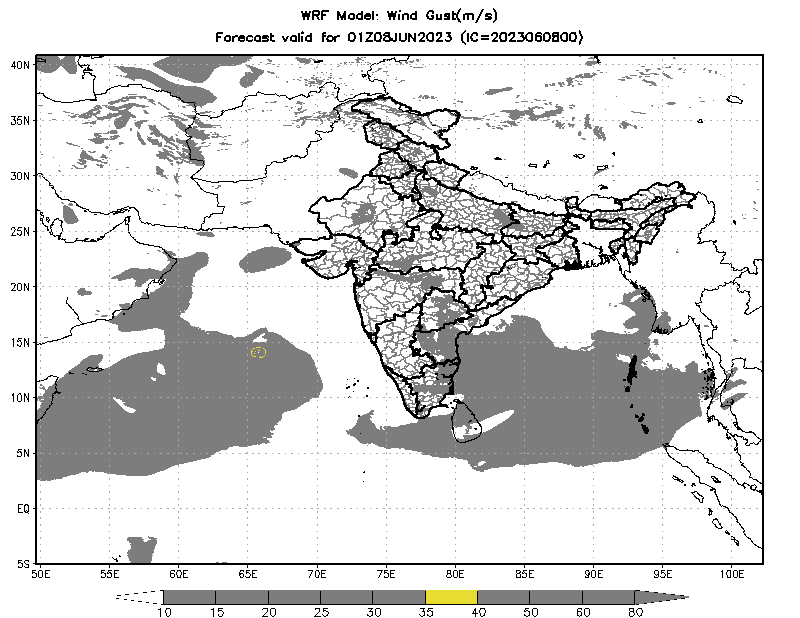 WRF Model: Wind Gust(m/s)
Forecast valid for 01Z08JUN2023 (IC=2023060800)
40N
35N
30N
25N
20N
15N
10N
5N
EQ
5S
50E 55E 60E 65E 70E 75E 80E 85E 90E 95E 100E
10 15 20 25 30 35 40 50 60 80